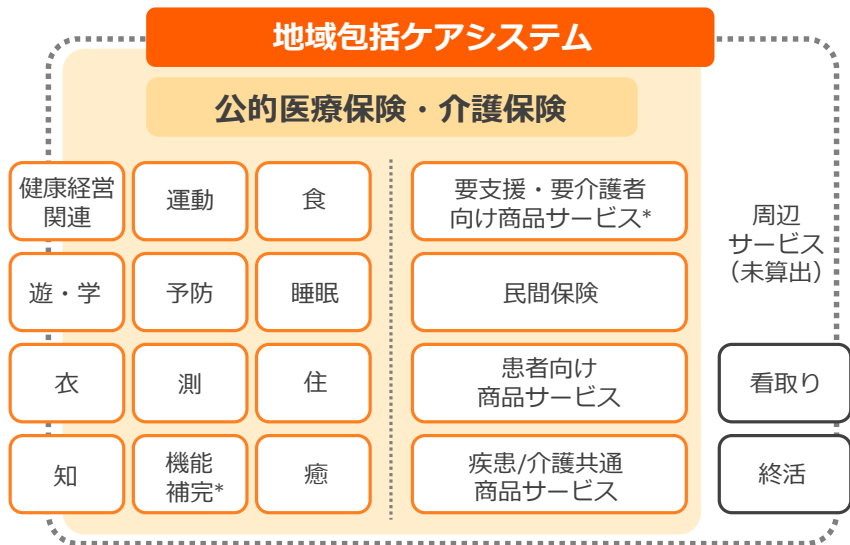 地域包括ケアシステム
公的医療保険・介護保険
健康経営
関連
運動
食
要支援・要介護者
向け商品サービス*
周辺
サービス
（未算出）
遊・学
予防
睡眠
民間保険
衣
測
住
患者向け
商品サービス
看取り
知
機能
補完*
癒
疾患/介護共通
商品サービス
終活